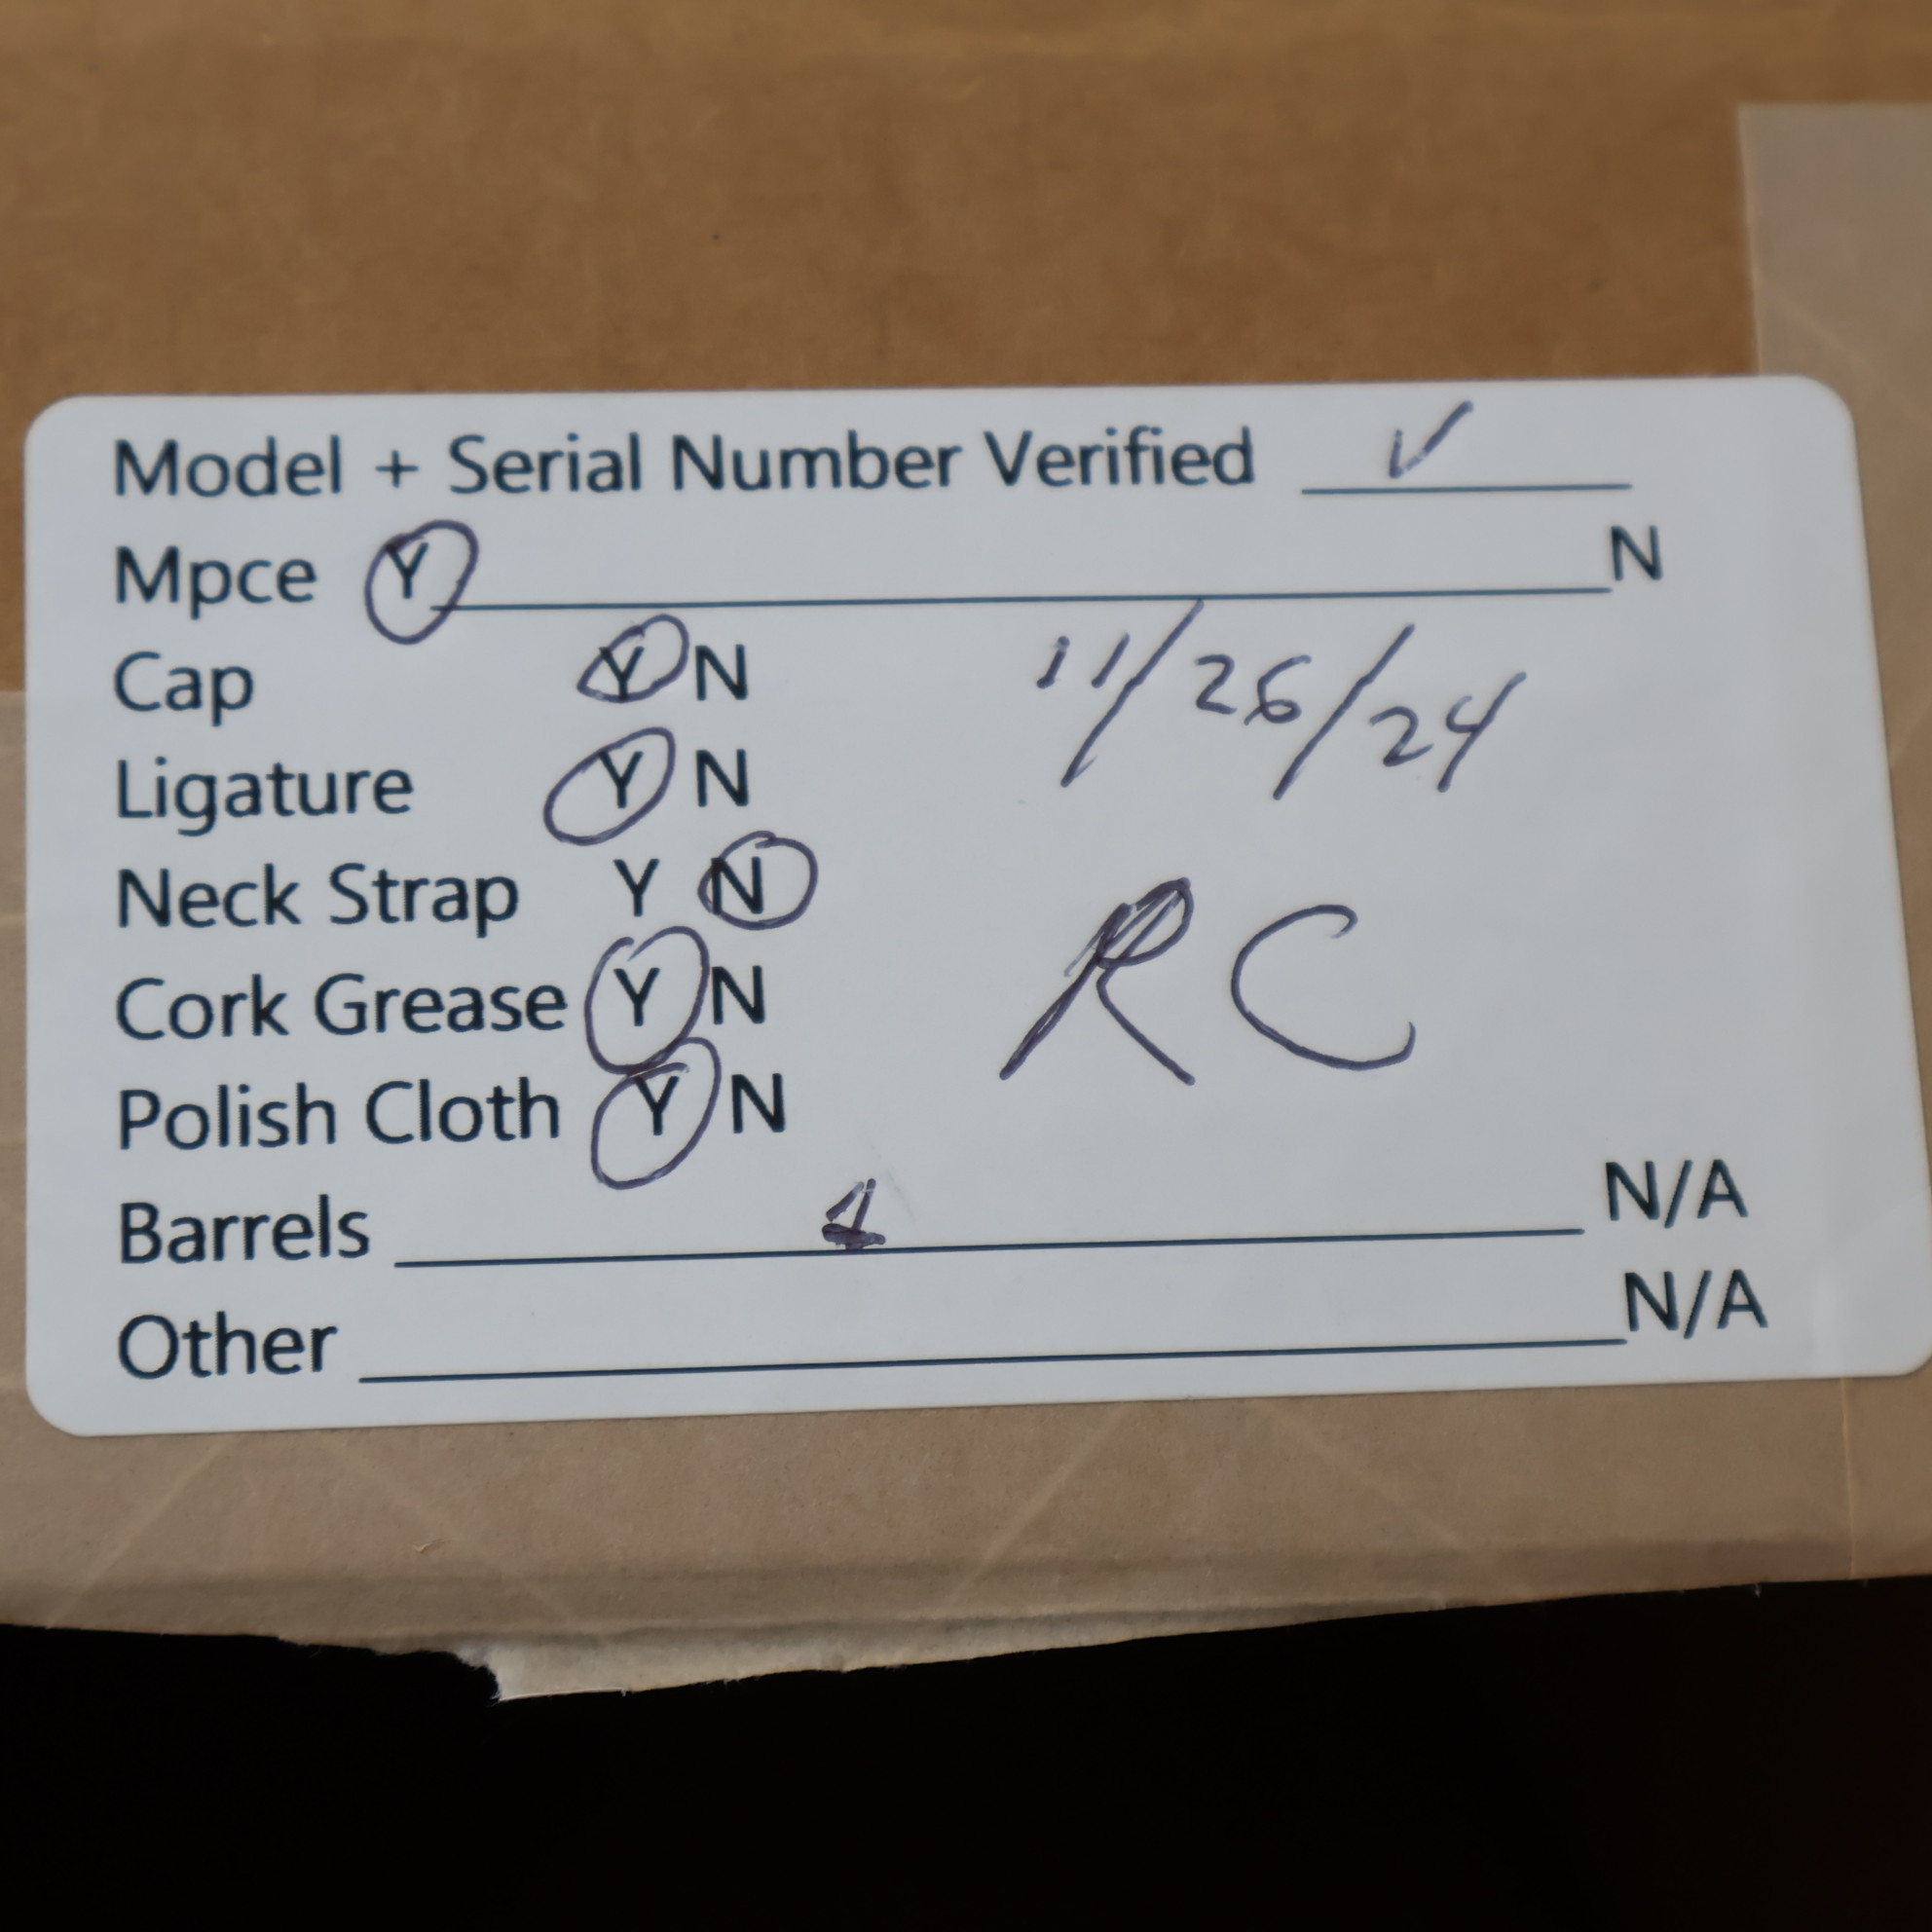 Model + Serial Number Verified ✓
Mpce Y N
Cap Y N
11/26/24
Ligature Y N
Neck Strap Y N
RC
Cork Grease Y N
Polish Cloth Y N
Barrels 1 N/A
Other N/A